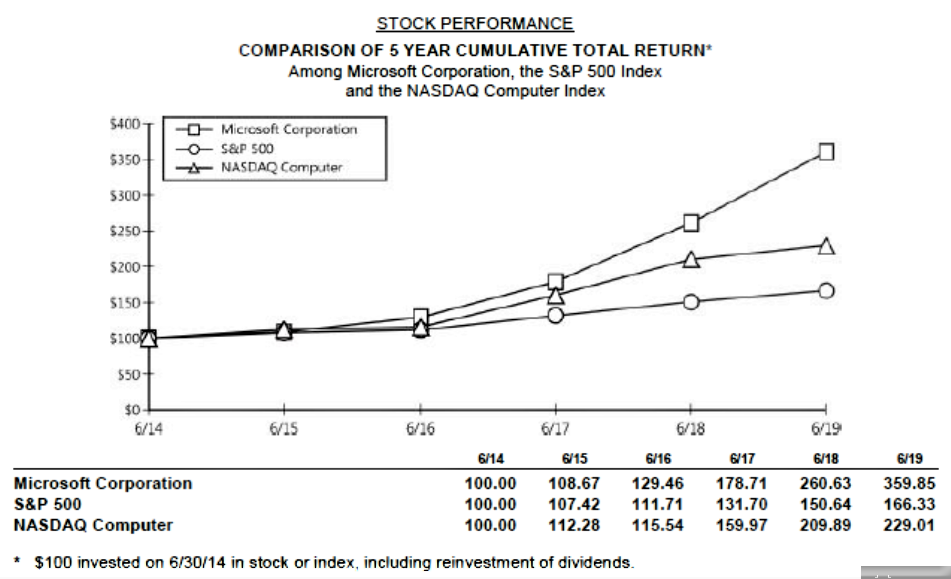 STOCK PERFORMANCE
COMPARISON OF 5 YEAR CUMULATIVE TOTAL RETURN*
Among Microsoft Corporation, the S&P 500 Index
and the NASDAQ Computer Index
Microsoft Corporation
S&P 500
NASDAQ Computer
$400
$350
$300
$250
$200
$150
$100
$50
$0
6/14 6/15 6/16 6/17 6/18 6/19
6/14 6/15 6/16 6/17 6/18 6/19
Microsoft Corporation 100.00 108.67 129.46 178.71 260.63 359.85
S&P 500 100.00 107.42 111.71 131.70 150.64 166.33
NASDAQ Computer 100.00 112.28 115.54 159.97 209.89 229.01
* $100 invested on 6/30/14 in stock or index, including reinvestment of dividends.